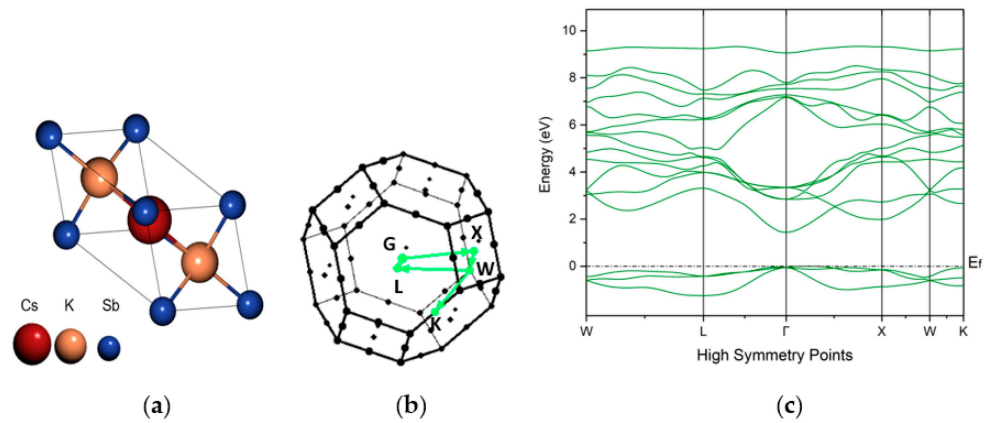 Cs K Sb
(a)
G
X
W
L
K
(b)
10
8
6
4
2
0
Energy (eV)
Ef
W L Γ X W K
High Symmetry Points
(c)